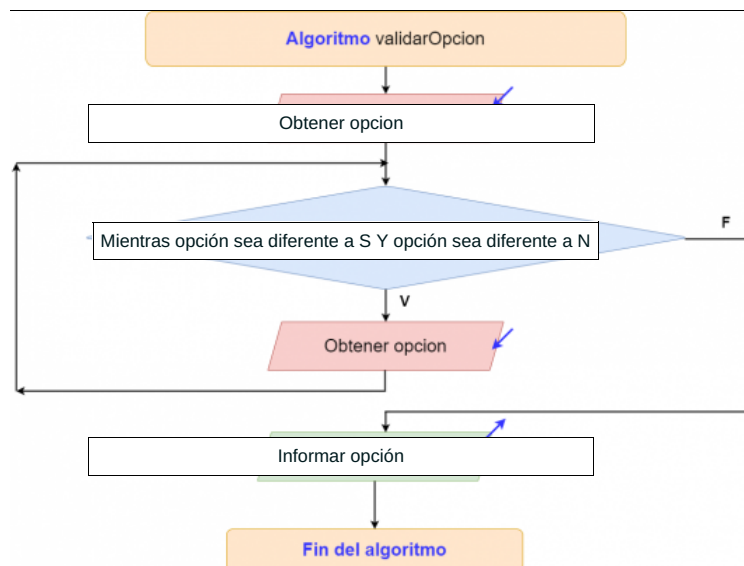 Algoritmo validarOpcion
Obtener opcion
Mientras opción sea diferente a S Y opción sea diferente a N
F
V
Obtener opcion
Informar opción
Fin del algoritmo